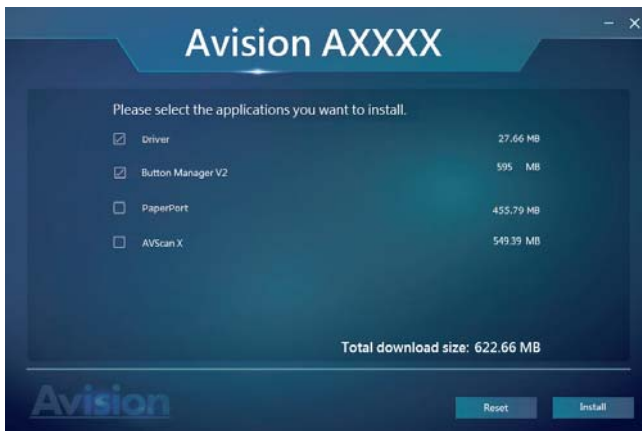 Avision AXXXX
Please select the applications you want to install.
Driver 27.66 MB
Button Manager V2 595 MB
PaperPort 455.79 MB
AVScan X 549.39 MB
Total download size: 622.66 MB
Avision
Reset Install